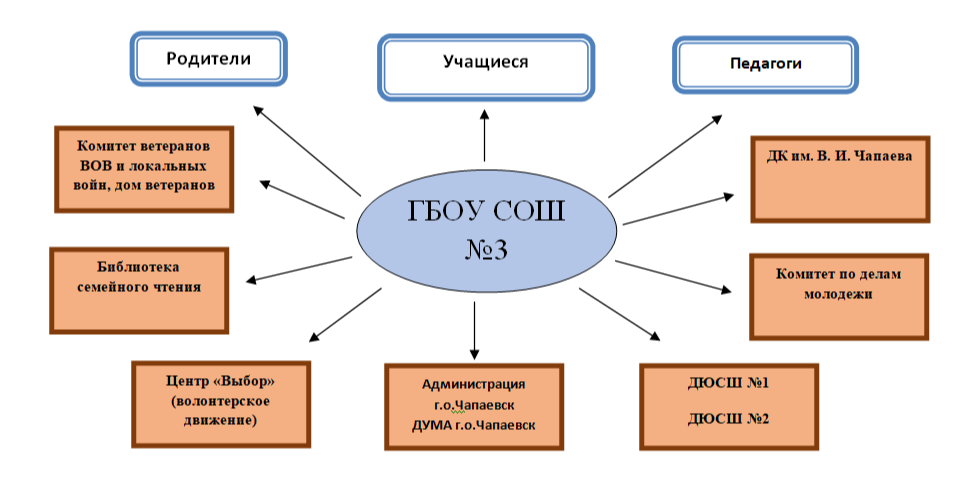 Родители
Учащиеся
Педагоги
Комитет ветеранов
ВОВ и локальных
войн, дом ветеранов
ДК им. В. И. Чапаева
ГБОУ СОШ
№3
Библиотека
семейного чтения
Комитет по делам
молодежи
Центр «Выбор»
(волонтерское
движение)
Администрация
г.о.Чапаевск
ДУМА г.о.Чапаевск
ДЮСШ №1
ДЮСШ №2